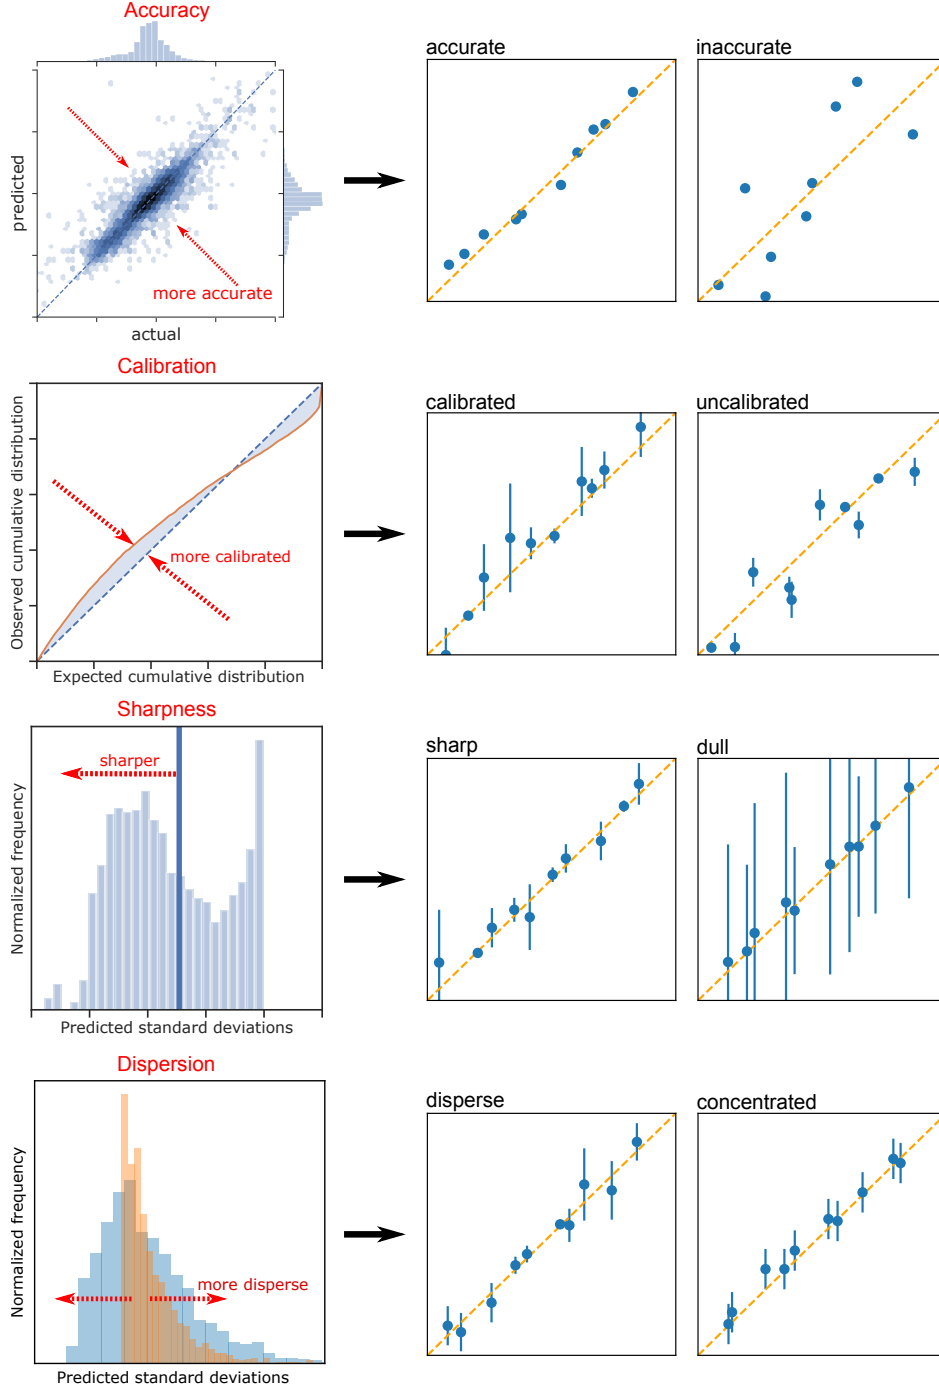 Accuracy
accurate
inaccurate
predicted
more accurate
actual
Calibration
calibrated
uncalibrated
Observed cumulative distribution
more calibrated
Expected cumulative distribution
Sharpness
sharp
dull
sharper
Normalized frequency
Predicted standard deviations
Dispersion
disperse
concentrated
Normalized frequency
more disperse
Predicted standard deviations